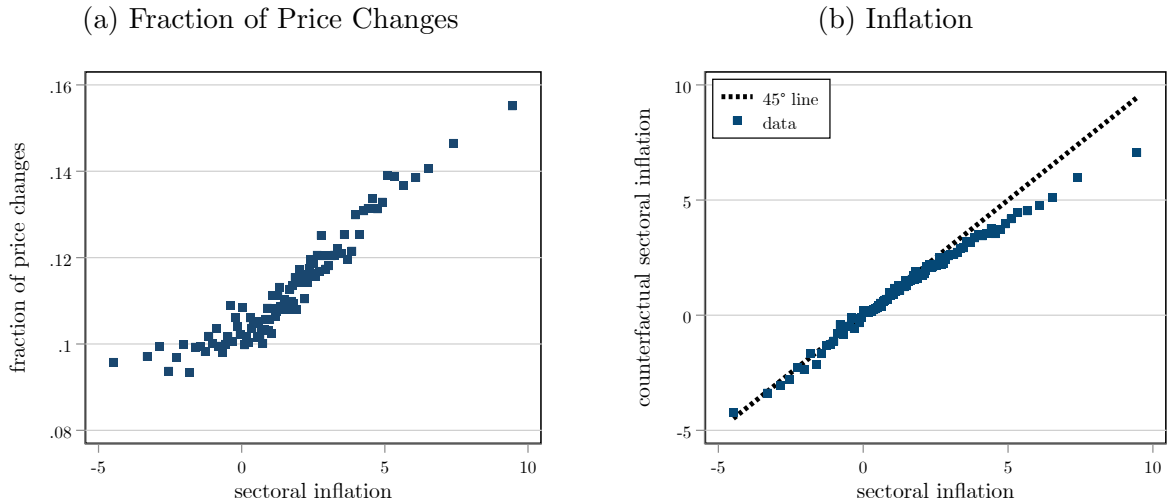 (a) Fraction of Price Changes
fraction of price changes
.16
.14
.12
.1
.08
-5
0
5
10
sectoral inflation
(b) Inflation
counterfactual sectoral inflation
10
5
0
-5
45° line
data
-5
0
5
10
sectoral inflation